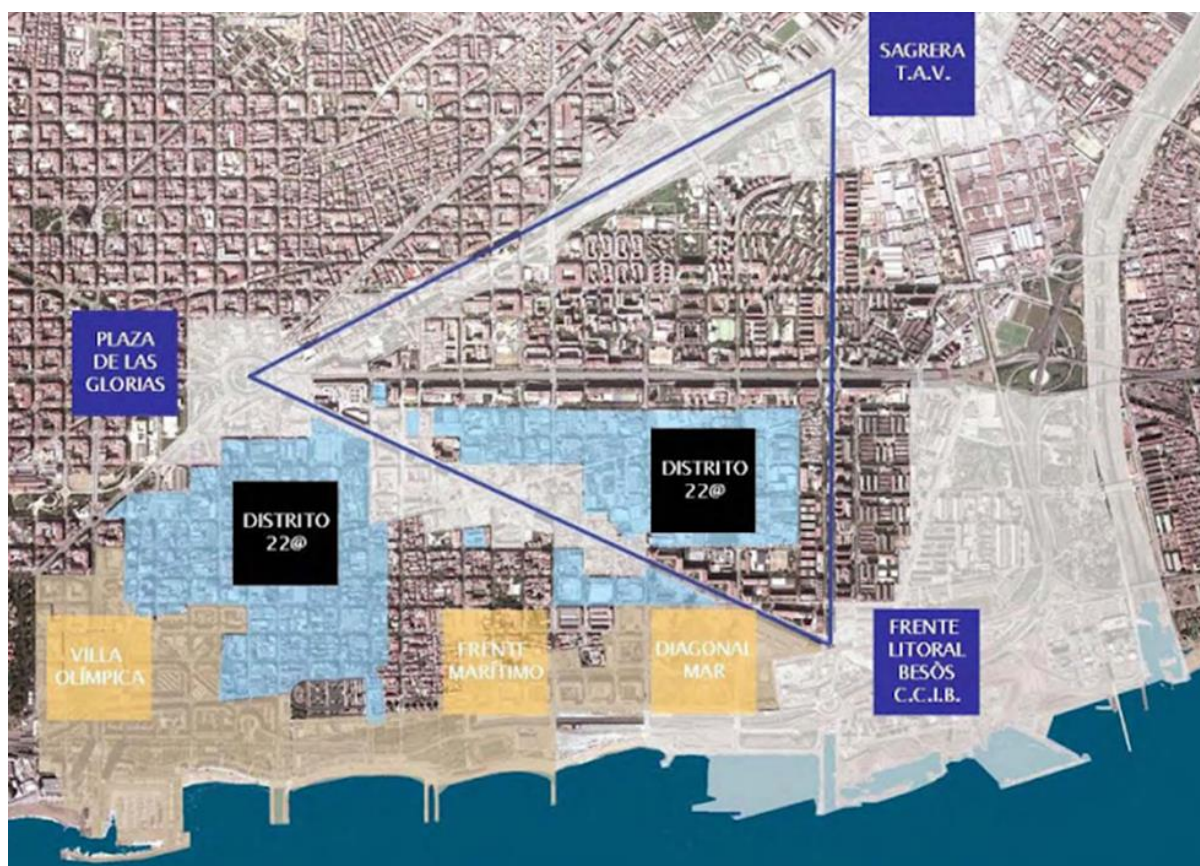 SAGRERA
T.A.V.
PLAZA
DE LAS
GLORIAS
DISTRITO
22@
DISTRITO
22@
VILLA
OLÍMPICA
FRENTE
MARÍTIMO
DIAGONAL
MAR
FRENTE
LITORAL
BESÒS
C.C.I.B.